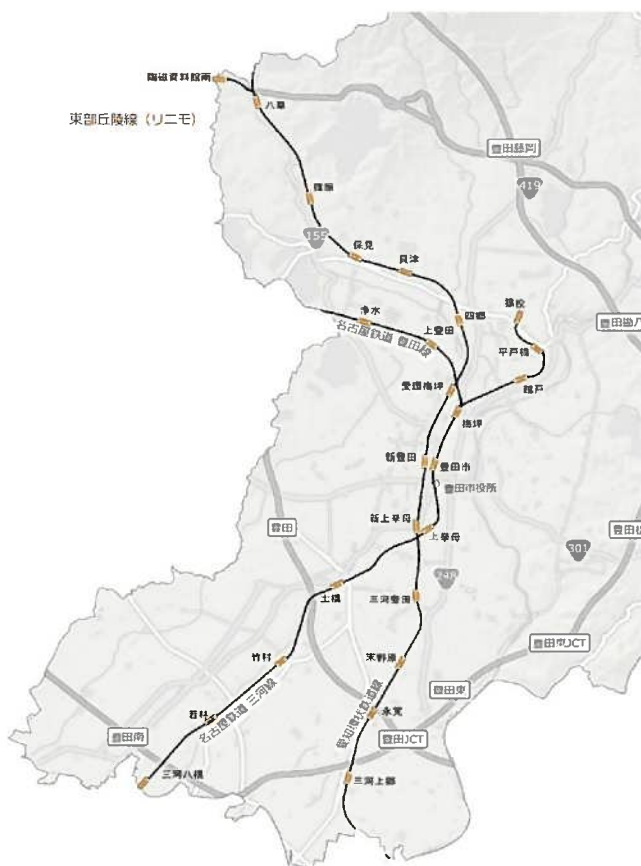 陶磁資料館南
八草
東部丘陵線（リニモ）
豊田藤岡
419
篠原
155
保見
貝津
浄水
名古屋鉄道 豊田線
上豊田
四郷
猿投
豊田勘八
平戸橋
越戸
愛環梅坪
梅坪
新豊田
豊田市
豊田市役所
豊田
新上挙母
上挙母
248
301
豊田松
土橋
三河豊田
豊田東JCT
竹村
末野原
豊田東
若林
名古屋鉄道 三河線
永覚
愛知環状鉄道線
豊田南
豊田JCT
三河八橋
三河上郷